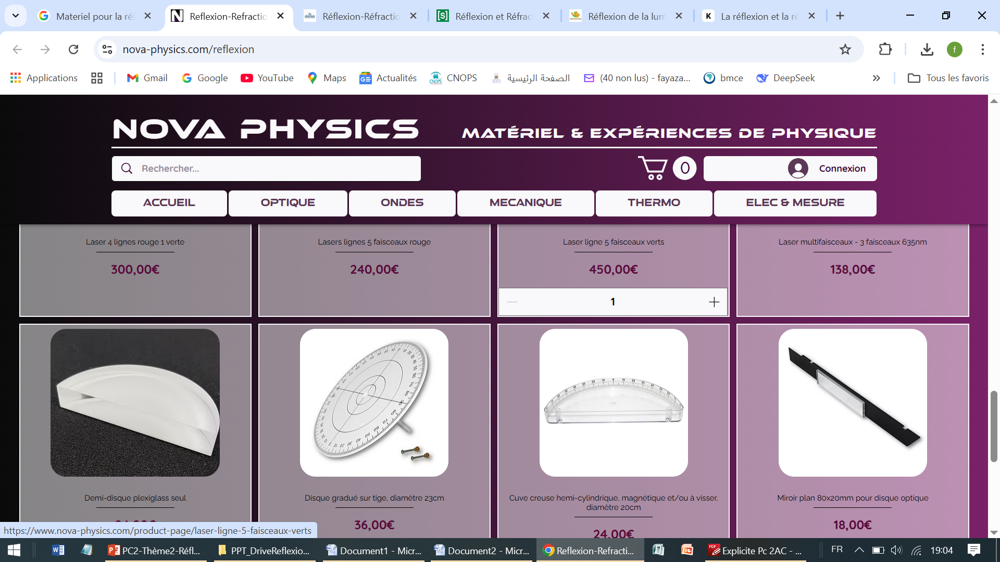 Materiel pour la ré
Reflexion-Refractio
Réflexion-Réfractio
Réflexion et Réfrac
Réflexion de la lum
La réflexion et la ré
nova-physics.com/reflexion
f
Applications
Gmail
Google
YouTube
Maps
Actualités
CNOPS
الصفحة الرئيسية
(40 non lus) - fayaza...
bmce
DeepSeek
Tous les favoris
NOVA PHYSICS
MATÉRIEL & EXPÉRIENCES DE PHYSIQUE
Rechercher...
0
Connexion
ACCUEIL
OPTIQUE
ONDES
MECANIQUE
THERMO
ELEC & MESURE
Laser 4 lignes rouge 1 verte
300,00€
Lasers lignes 5 faisceaux rouge
240,00€
Laser ligne 5 faisceaux verts
450,00€
1
Laser multifaisceaux - 3 faisceaux 635nm
138,00€
Demi-disque plexiglass seul
Disque gradué sur tige, diamètre 23cm
36,00€
Cuve creuse hemi-cylindrique, magnétique et/ou à visser,
diamètre 20cm
24,00€
Miroir plan 80x20mm pour disque optique
18,00€
https://www.nova-physics.com/product-page/laser-ligne-5-faisceaux-verts
PC2-Thème2-Réfl...
PPT_DriveReflexio...
Document1 - Micr...
Document2 - Micr...
Reflexion-Refracti...
Explicite Pc 2AC - ...
FR
19:04